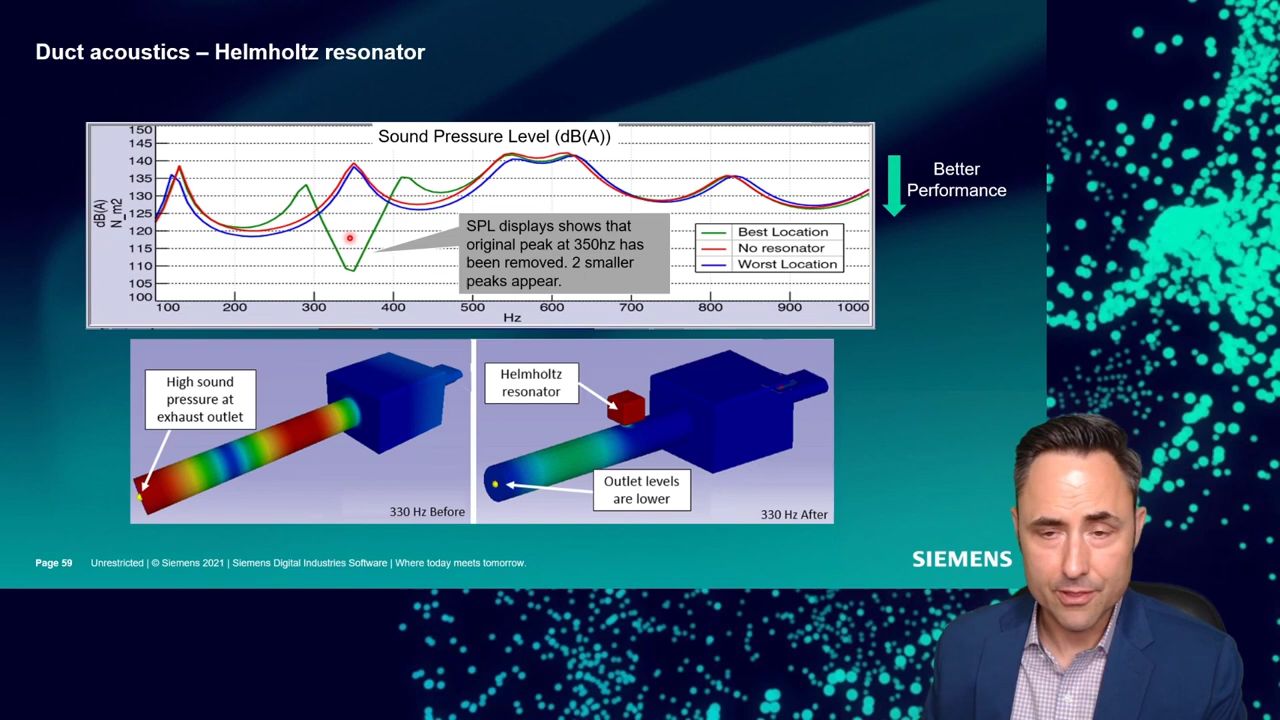 Duct acoustics – Helmholtz resonator
Sound Pressure Level (dB(A))
150
145
140
135
130
125
120
115
110
105
100
dB(A)
N_m2
100 200 300 400 500 600 700 800 900 1000
Hz
SPL displays shows that
original peak at 350hz has
been removed. 2 smaller
peaks appear.
Best Location
No resonator
Worst Location
Better
Performance
High sound
pressure at
exhaust outlet
330 Hz Before
Helmholtz
resonator
Outlet levels
are lower
330 Hz After
Page 59 Unrestricted | © Siemens 2021 | Siemens Digital Industries Software | Where today meets tomorrow.
SIEMENS